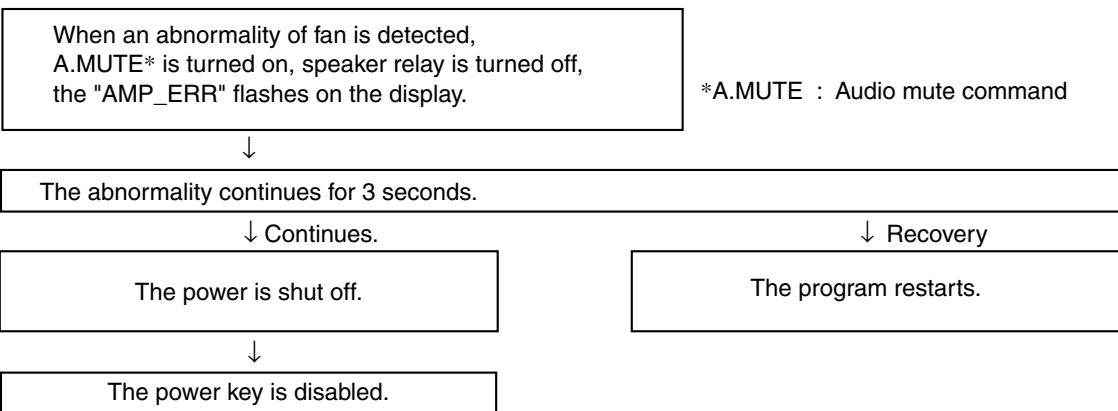 When an abnormality of fan is detected,
A.MUTE* is turned on, speaker relay is turned off,
the "AMP_ERR" flashes on the display.
*A.MUTE : Audio mute command
↓
The abnormality continues for 3 seconds.
↓ Continues.
↓ Recovery
The power is shut off.
The program restarts.
↓
The power key is disabled.